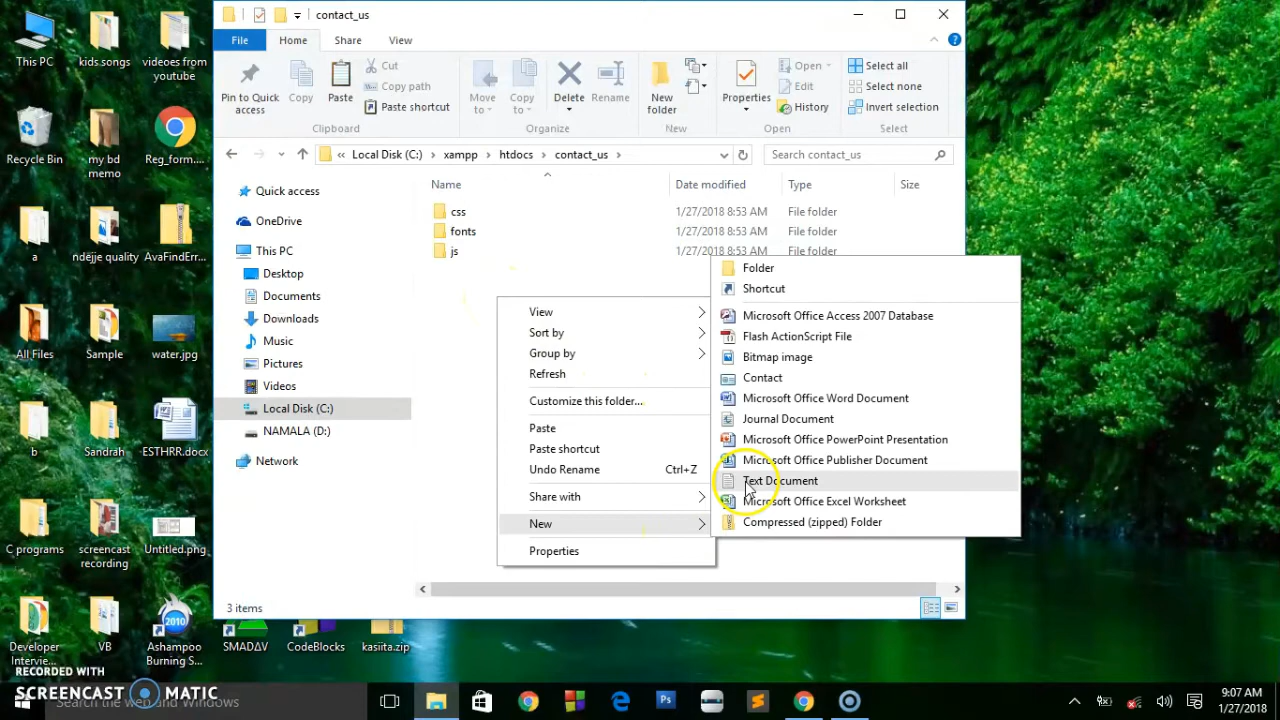 contact_us
File Home Share View
Pin to Quick access
Copy
Paste
Cut
Copy path
Paste shortcut
Clipboard
Move to
Copy to
Delete
Rename
Organize
New folder
New
Properties
Open
Edit
History
Open
Select all
Select none
Invert selection
Select
« Local Disk (C:) > xampp > htdocs > contact_us >
Search contact_us
Name Date modified Type Size
css 1/27/2018 8:53 AM File folder
fonts 1/27/2018 8:53 AM File folder
js 1/27/2018 8:53 AM File folder
Quick access
OneDrive
This PC
Desktop
Documents
Downloads
Music
Pictures
Videos
Local Disk (C:)
NAMALA (D:)
Network
View
Sort by
Group by
Refresh
Customize this folder...
Paste
Paste shortcut
Undo Rename Ctrl+Z
Share with
New
Properties
Folder
Shortcut
Microsoft Office Access 2007 Database
Flash ActionScript File
Bitmap image
Contact
Microsoft Office Word Document
Journal Document
Microsoft Office PowerPoint Presentation
Microsoft Office Publisher Document
Text Document
Microsoft Office Excel Worksheet
Compressed (zipped) Folder
3 items
This PC
kids songs
videoes from youtube
Recycle Bin
my bd memo
Reg_form....
a
ndejje quality
AvaFindErr...
All Files
Sample
water.jpg
b
Sandrah
ESTHRR.docx
C programs
screencast recording
Untitled.png
Developer Intervie...
VB
2010
Ashampoo Burning S...
SMADΔV
CodeBlocks
kasiita.zip
RECORDED WITH
SCREENCAST MATIC
Search the web and Windows
Ps
9:07 AM
1/27/2018